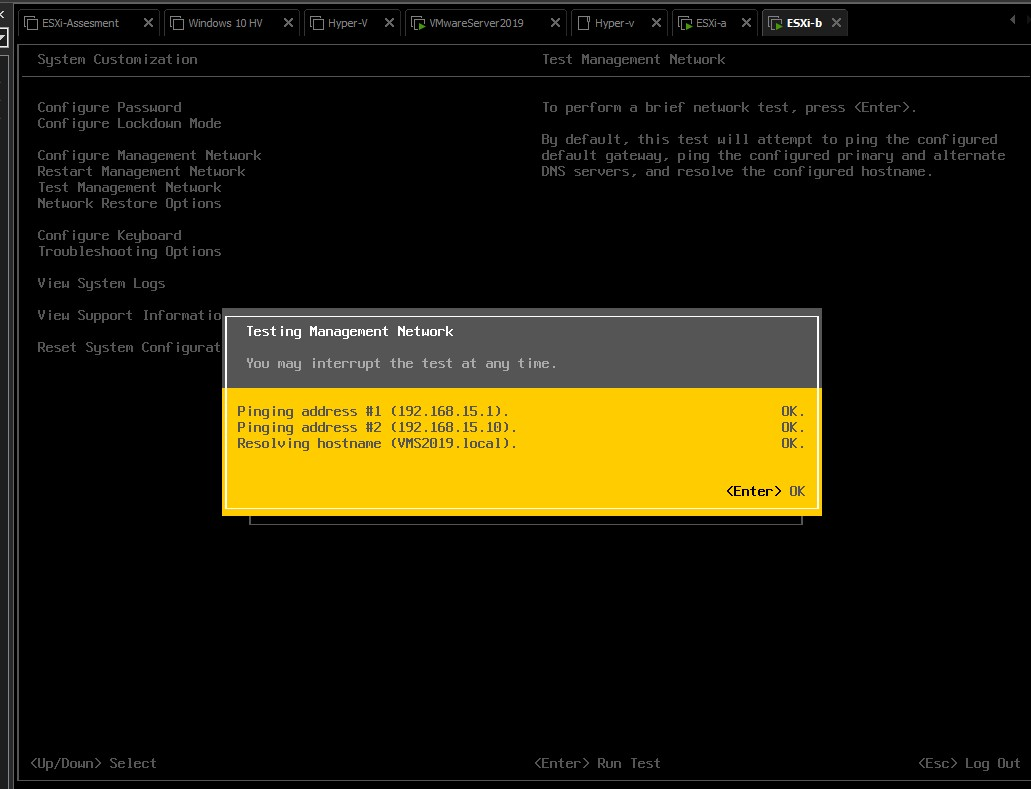 ESXi-Assesment
Windows 10 HV
Hyper-V
VMwareServer2019
Hyper-v
ESXi-a
ESXi-b
System Customization
Test Management Network
Configure Password
Configure Lockdown Mode
Configure Management Network
Restart Management Network
Test Management Network
Network Restore Options
Configure Keyboard
Troubleshooting Options
View System Logs
View Support Informatio
Reset System Configurat
To perform a brief network test, press <Enter>.
By default, this test will attempt to ping the configured
default gateway, ping the configured primary and alternate
DNS servers, and resolve the configured hostname.
Testing Management Network
You may interrupt the test at any time.
Pinging address #1 (192.168.15.1). OK.
Pinging address #2 (192.168.15.10). OK.
Resolving hostname (VMS2019.local). OK.
<Enter> OK
<Up/Down> Select
<Enter> Run Test
<Esc> Log Out